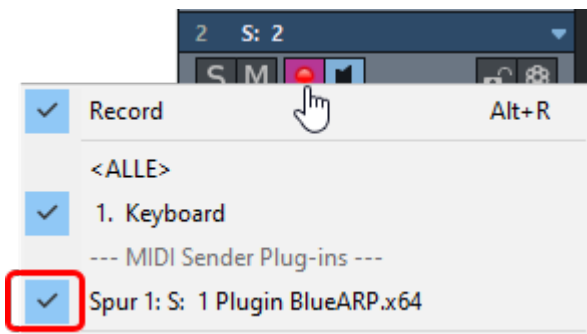 2 S: 2
S M
Record Alt+R
<ALLE>
1. Keyboard
--- MIDI Sender Plug-ins ---
Spur 1: S: 1 Plugin BlueARP.x64